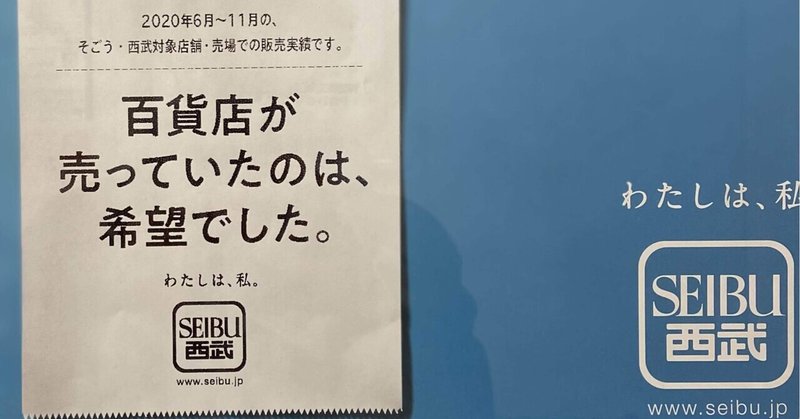 2020年6月～11月の、
そごう・西武対象店舗・売場での販売実績です。
百貨店が
売っていたのは、
希望でした。
わたしは、私。
SEIBU
西武
www.seibu.jp
わたしは、私
SEIBU
西武
www.seibu.jp